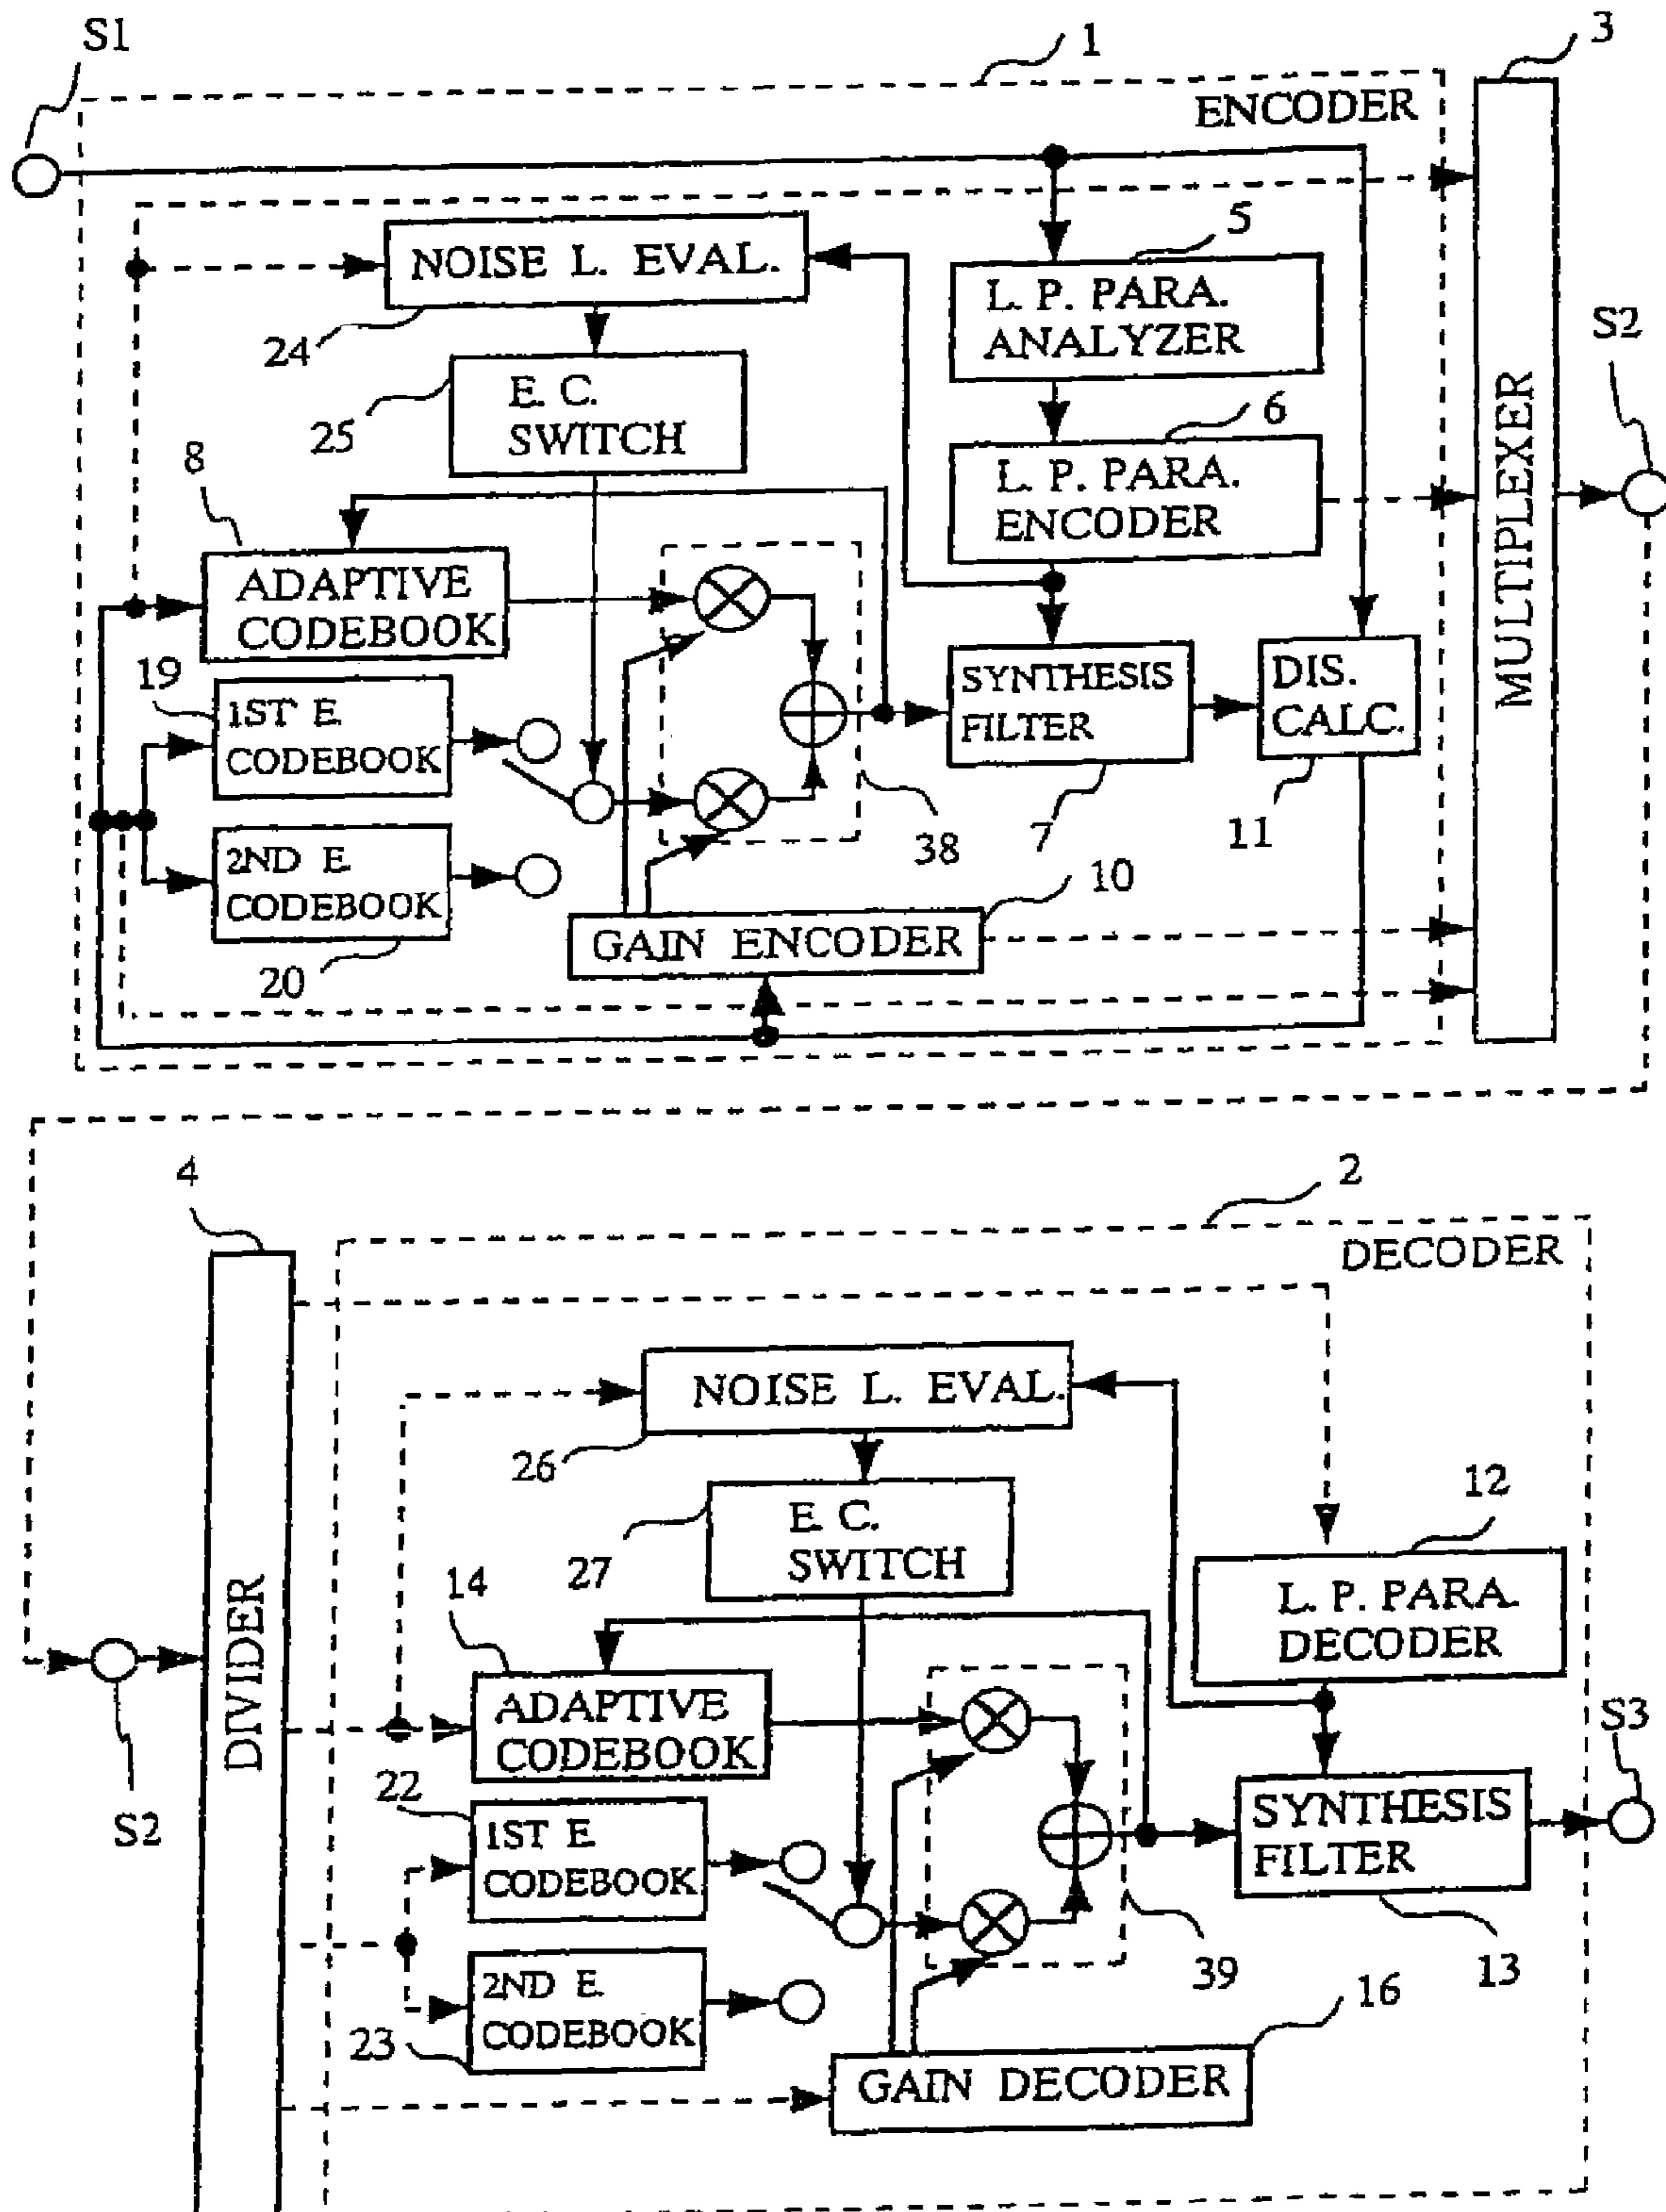 S1
1
3
ENCODER
NOISE L. EVAL.
24
5
L. P. PARA.
ANALYZER
S2
E. C.
SWITCH
25
6
L. P. PARA.
ENCODER
MULTIPLEXER
8
ADAPTIVE
CODEBOOK
19
1ST E.
CODEBOOK
SYNTHESIS
FILTER
DIS.
CALC.
2ND E.
CODEBOOK
38
7
11
20
10
GAIN ENCODER
4
2
DECODER
NOISE L. EVAL.
26
E. C.
SWITCH
27
12
L. P. PARA.
DECODER
DIVIDER
14
ADAPTIVE
CODEBOOK
S2
S3
22
1ST E.
CODEBOOK
SYNTHESIS
FILTER
2ND E.
CODEBOOK
23
39
13
16
GAIN DECODER